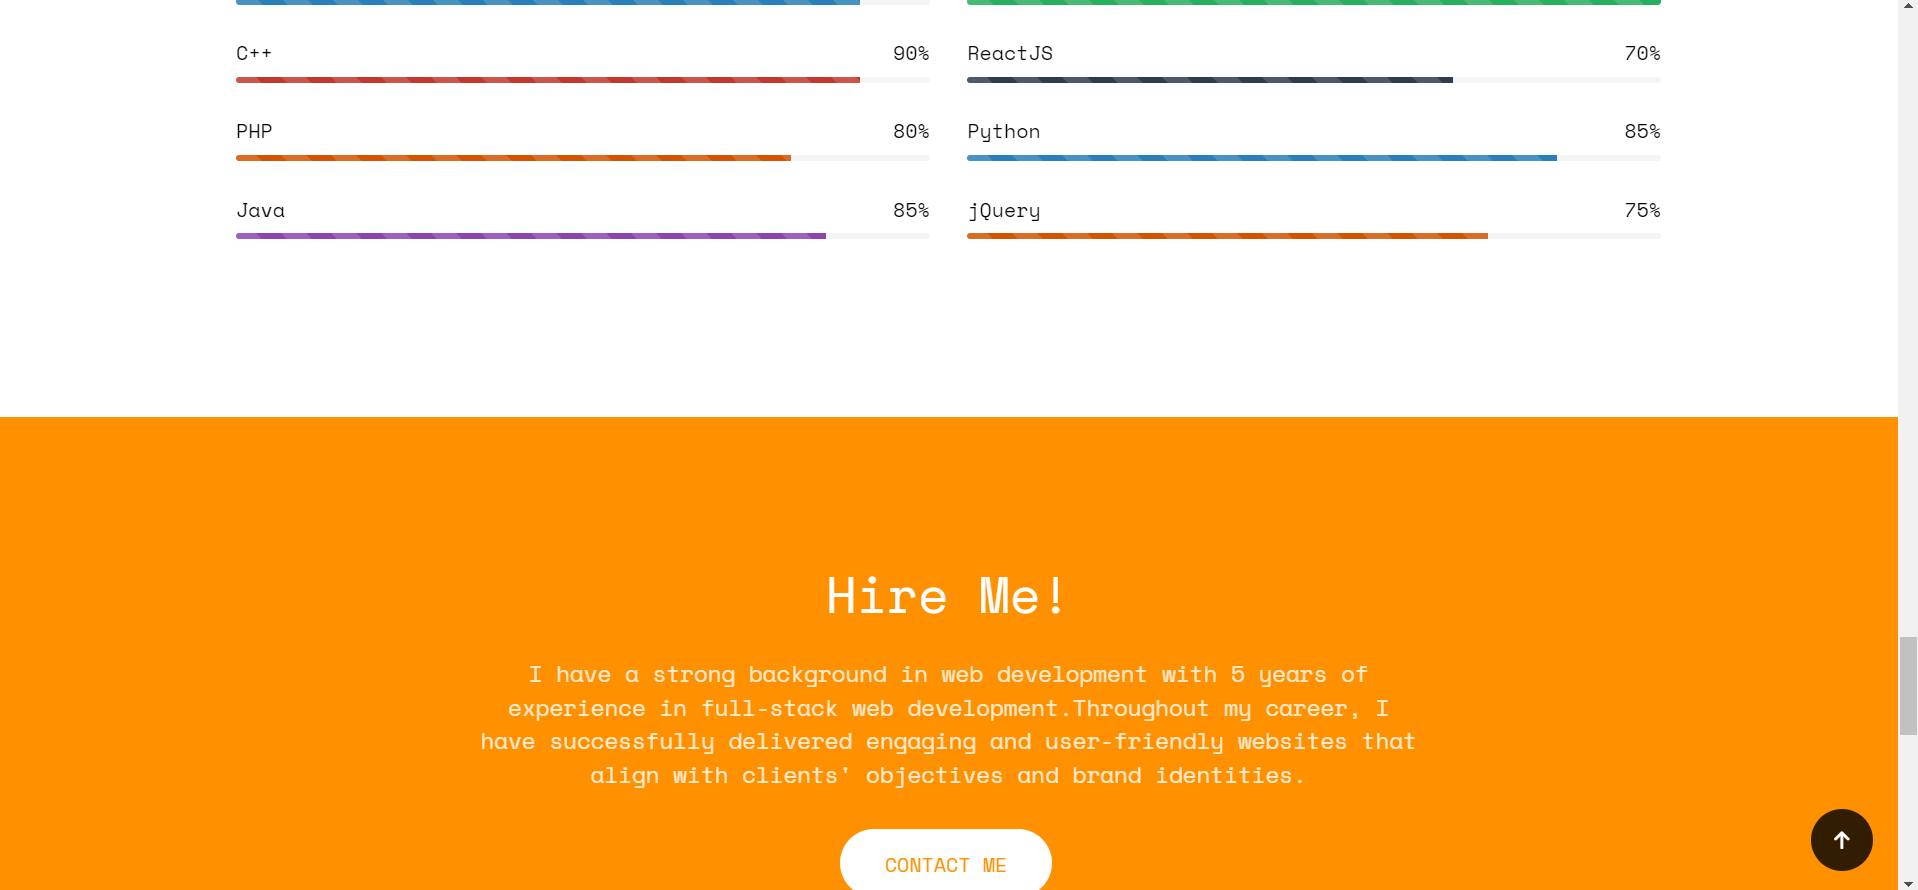 C++ 90%
ReactJS 70%
PHP 80%
Python 85%
Java 85%
jQuery 75%
Hire Me!
I have a strong background in web development with 5 years of
experience in full-stack web development.Throughout my career, I
have successfully delivered engaging and user-friendly websites that
align with clients' objectives and brand identities.
CONTACT ME